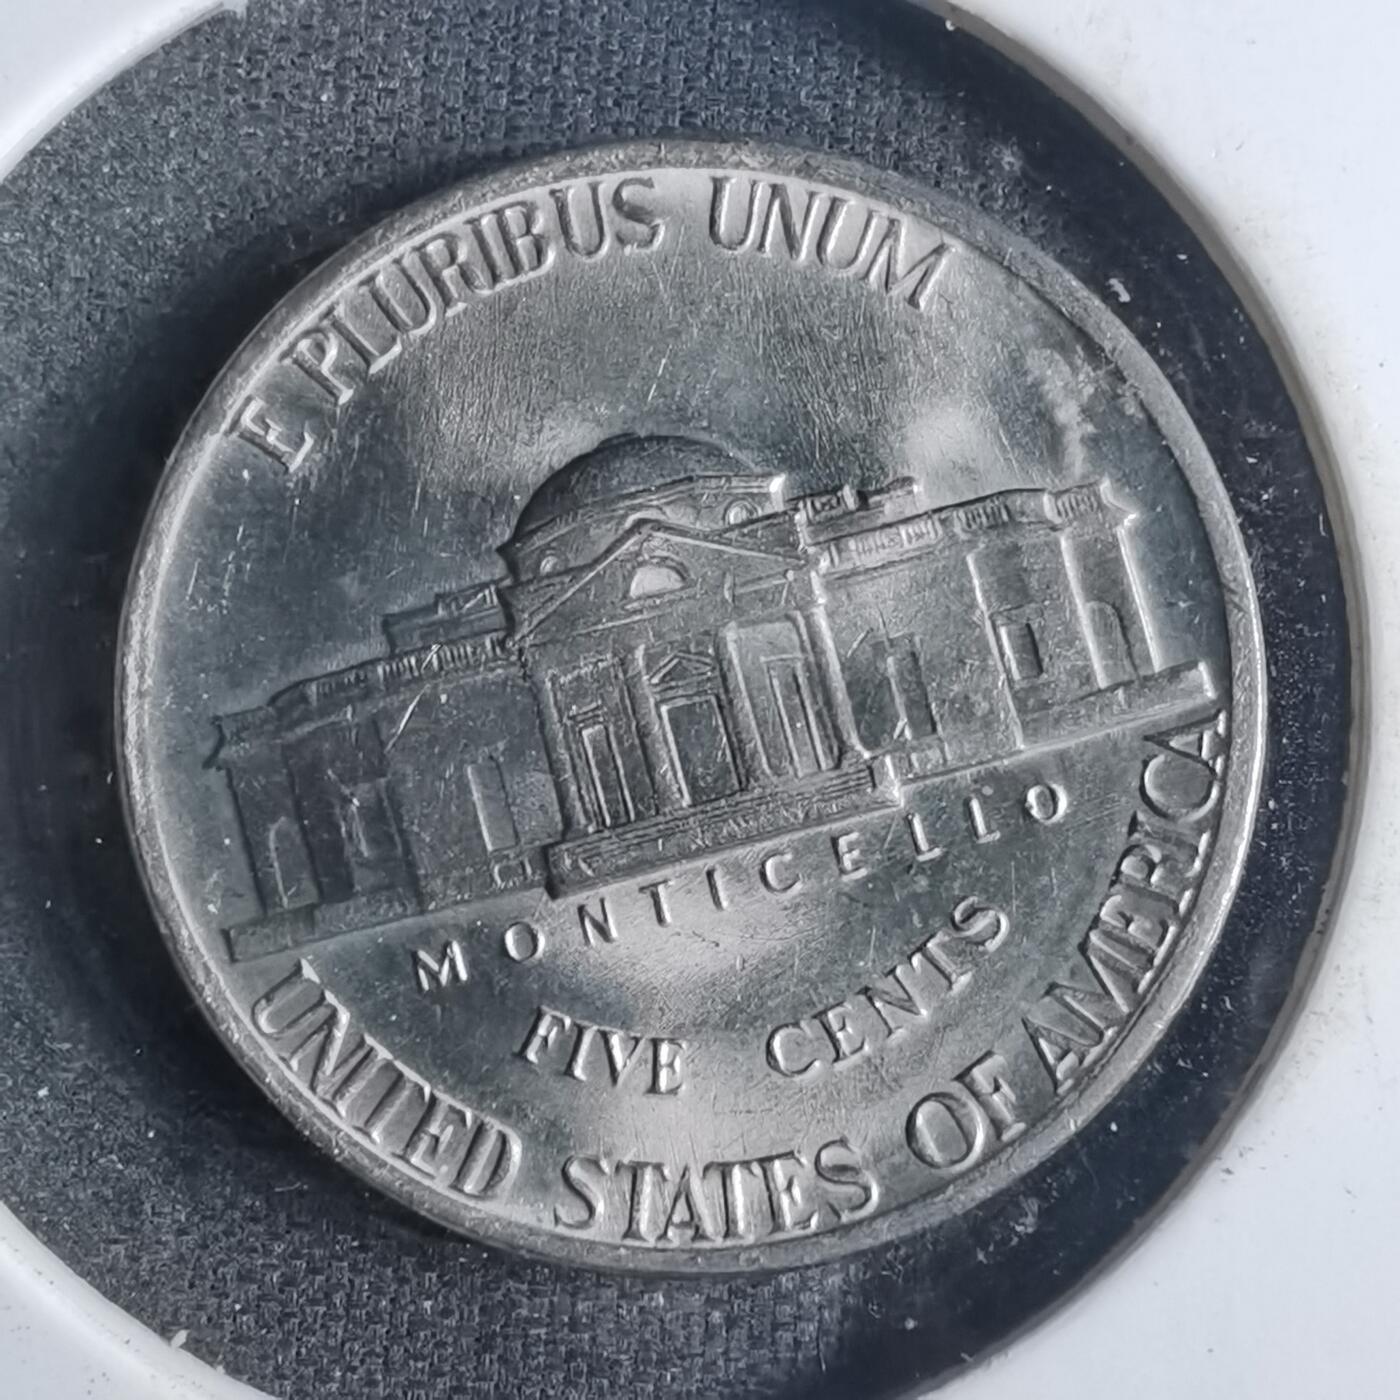 E PLURIBUS UNUM
MONTICELLO
FIVE CENTS
UNITED STATES OF AMERICA